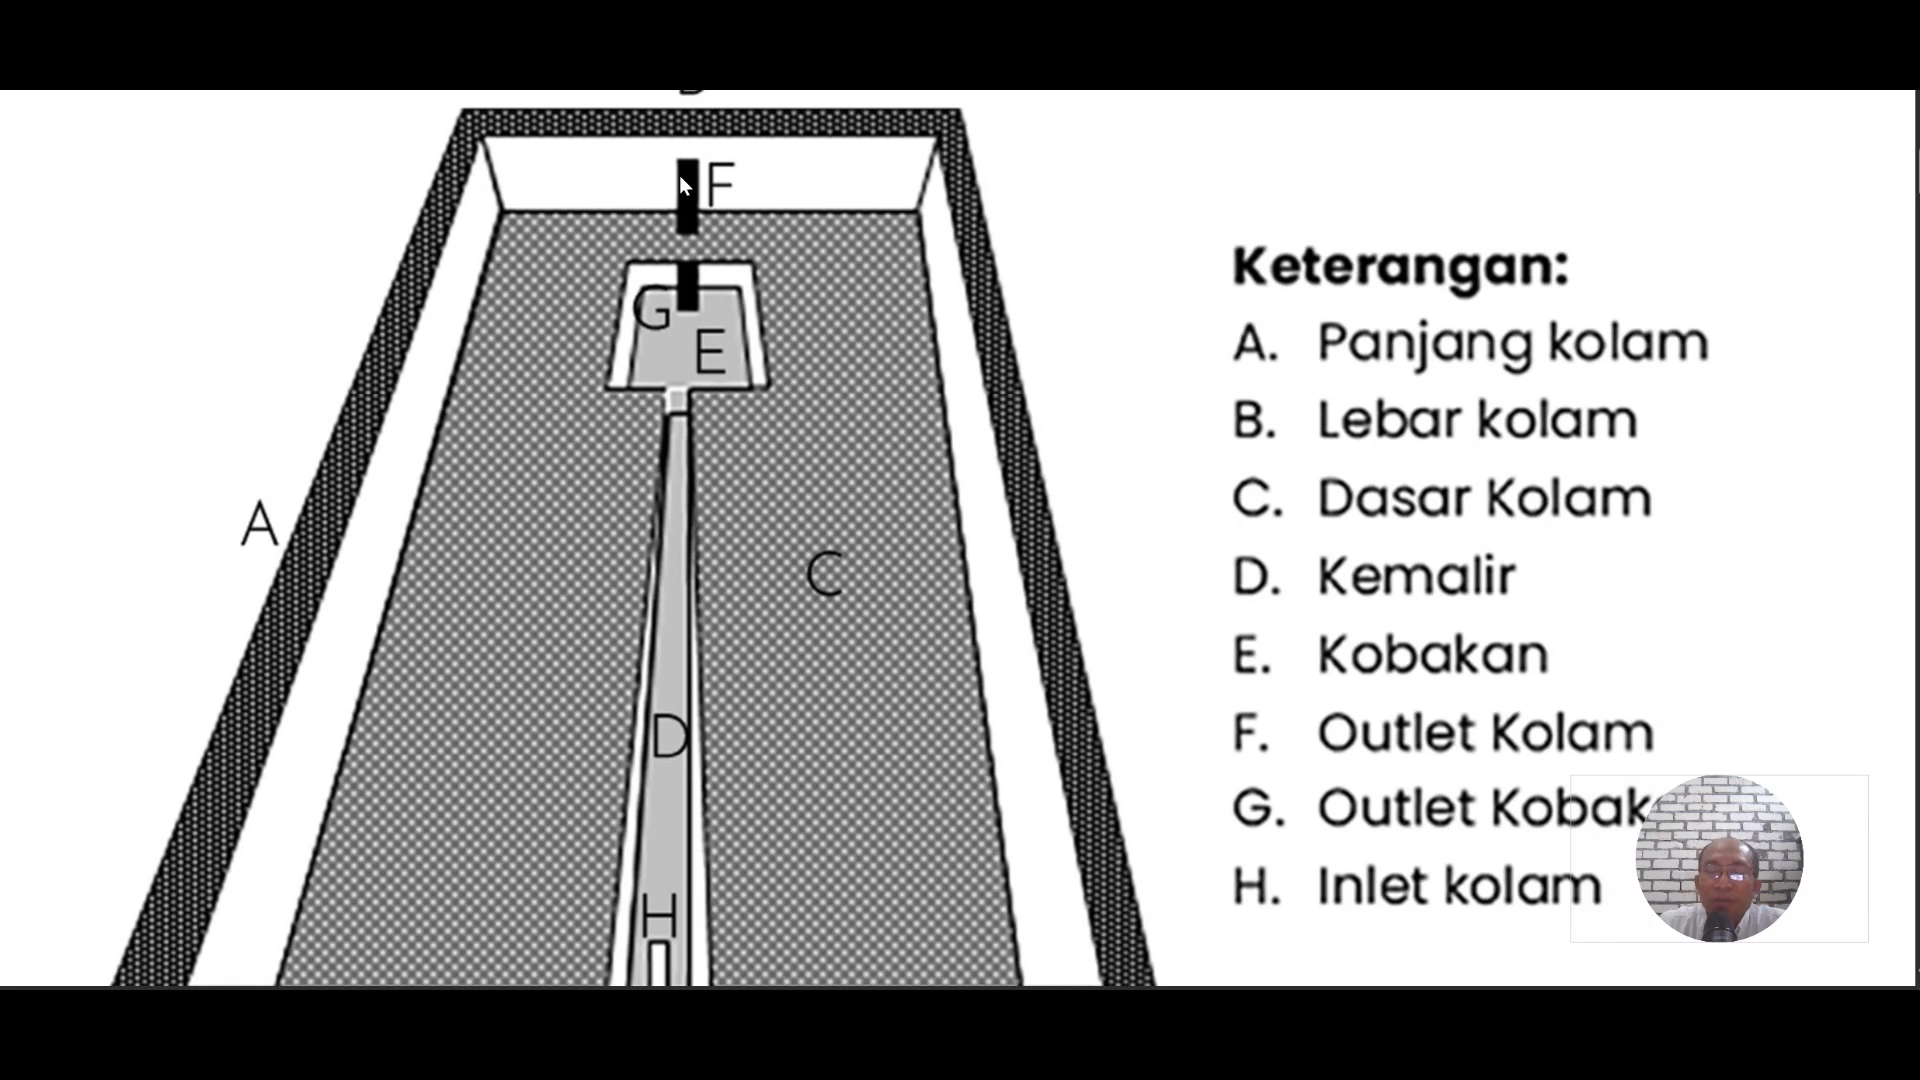 F
G
E
A
C
D
H
Keterangan:
A. Panjang kolam
B. Lebar kolam
C. Dasar Kolam
D. Kemalir
E. Kobakan
F. Outlet Kolam
G. Outlet
H. Inlet kolam